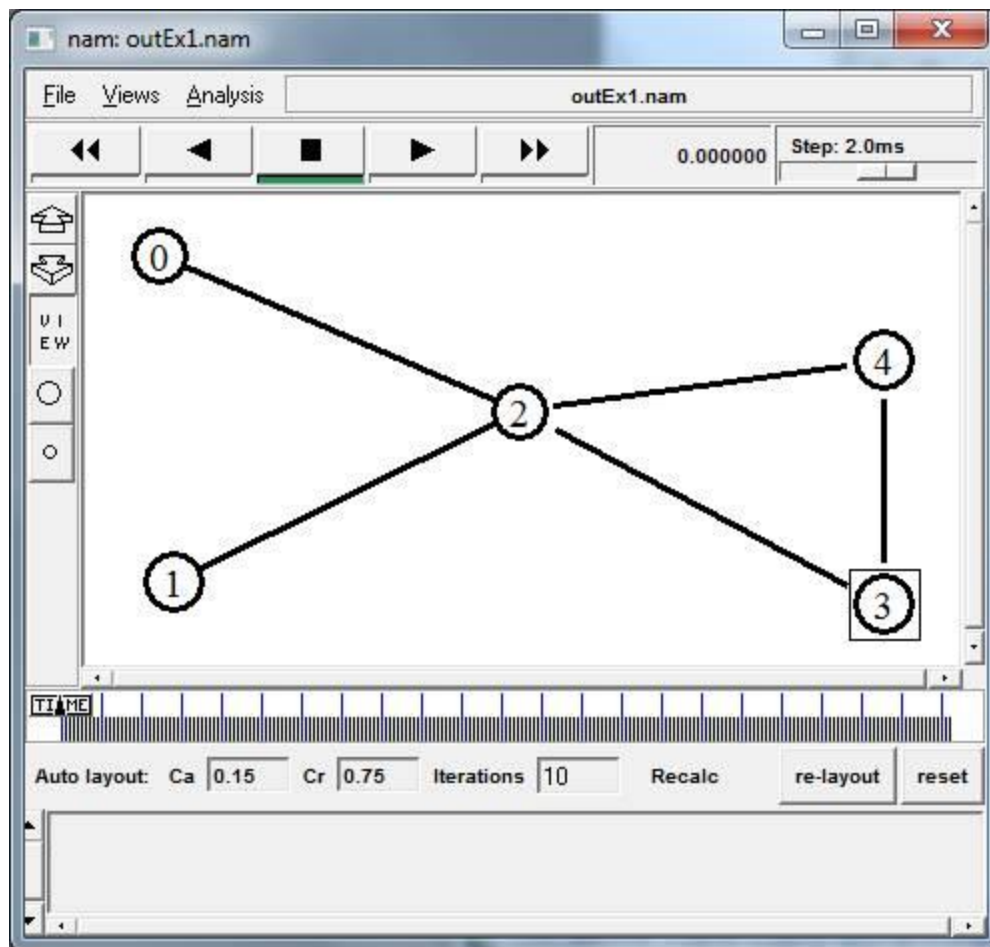 nam: outEx1.nam
File Views Analysis outEx1.nam
0.000000 Step: 2.0ms
VIEW
0
4
2
1
3
TIME
Auto layout: Ca 0.15 Cr 0.75 Iterations 10 Recalc re-layout reset